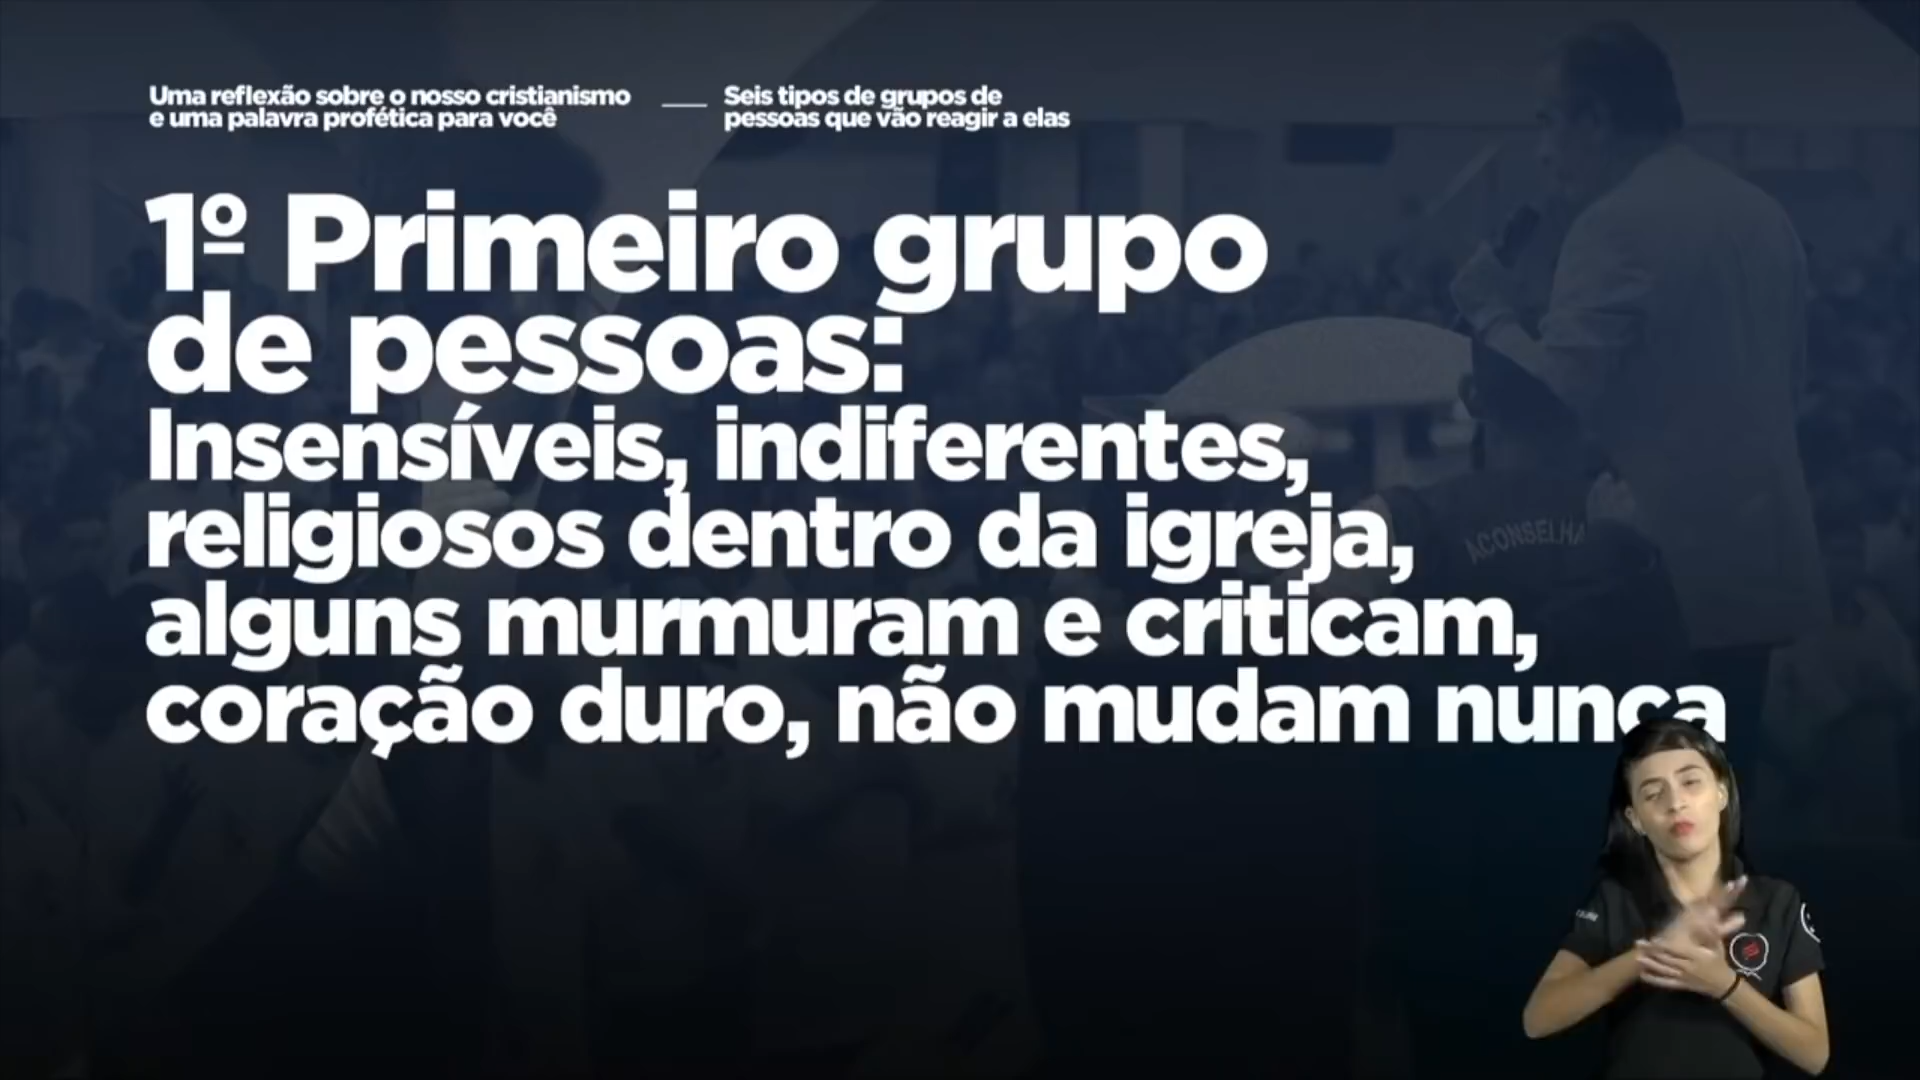 Uma reflexão sobre o nosso cristianismo
e uma palavra profética para você
Seis tipos de grupos de
pessoas que vão reagir a elas
1º Primeiro grupo
de pessoas:
Insensíveis, indiferentes,
religiosos dentro da igreja,
alguns murmuram e criticam,
coração duro, não mudam nunca
ACONSELHA